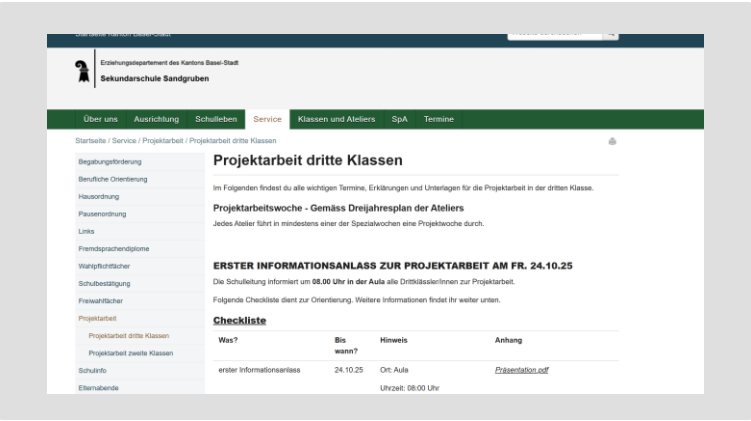 Startseite Kanton Basel-Stadt
Erziehungsdepartement des Kantons Basel-Stadt
Sekundarschule Sandgruben
Über uns Ausrichtung Schulleben Service Klassen und Ateliers SpA Termine
Startseite / Service / Projektarbeit / Projektarbeit dritte Klassen
Begabungsförderung
Berufliche Orientierung
Hausordnung
Pausenordnung
Links
Fremdsprachendiplome
Wahlpflichtfächer
Schulbestätigung
Freiwahlfächer
Projektarbeit
Projektarbeit dritte Klassen
Projektarbeit zweite Klassen
Schulinfo
Elternabende
Projektarbeit dritte Klassen
Im Folgenden findest du alle wichtigen Termine, Erklärungen und Unterlagen für die Projektarbeit in der dritten Klasse.
Projektarbeitswoche - Gemäss Dreijahresplan der Ateliers
Jedes Atelier führt in mindestens einer der Spezialwochen eine Projektwoche durch.
ERSTER INFORMATIONSANLASS ZUR PROJEKTARBEIT AM FR. 24.10.25
Die Schulleitung informiert um 08.00 Uhr in der Aula alle Drittklässler/innen zur Projektarbeit.
Folgende Checkliste dient zur Orientierung. Weitere Informationen findet ihr weiter unten.
Checkliste
Was? Bis wann? Hinweis Anhang
erster Informationsanlass 24.10.25 Ort: Aula Präsentation.pdf
Uhrzeit: 08:00 Uhr